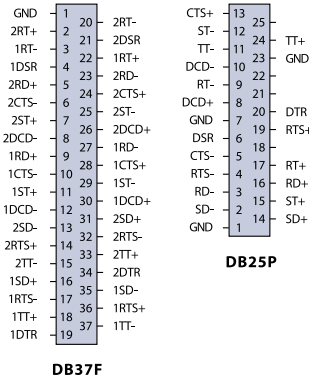 GND 1
20 2RT-
2RT+ 2
21 2DSR
1RT- 3
22 1RT+
1DSR 4
23 2RD-
2RD+ 5
24 2CTS+
2CTS- 6
25 2ST-
2ST+ 7
26 2DCD+
2DCD- 8
27 1RD-
1RD+ 9
28 1CTS+
1CTS- 10
29 1ST-
1ST+ 11
30 1DCD+
1DCD- 12
31 2SD+
2SD- 13
32 2RTS-
2RTS+ 14
33 2TT+
2TT- 15
34 2DTR
1SD+ 16
35 1SD-
1RTS- 17
36 1RTS+
1TT+ 18
37 1TT-
1DTR 19
DB37F
CTS+ 13
25
ST- 12
24 TT+
TT- 11
23 GND
DCD- 10
22
RT- 9
21
DCD+ 8
20 DTR
GND 7
19 RTS+
DSR 6
18
CTS- 5
17 RT+
RTS- 4
16 RD+
RD- 3
15 ST+
SD- 2
14 SD+
GND 1
DB25P